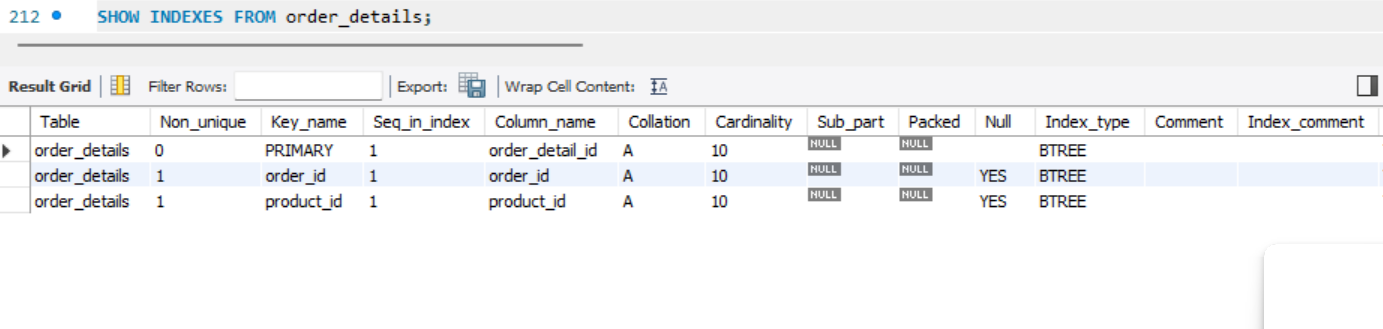 212 SHOW INDEXES FROM order_details;
Result Grid Filter Rows: Export: Wrap Cell Content: IA
Table Non_unique Key_name Seq_in_index Column_name Collation Cardinality Sub_part Packed Null Index_type Comment Index_comment
order_details 0 PRIMARY 1 order_detail_id A 10 NULL NULL BTREE
order_details 1 order_id 1 order_id A 10 NULL NULL YES BTREE
order_details 1 product_id 1 product_id A 10 NULL NULL YES BTREE